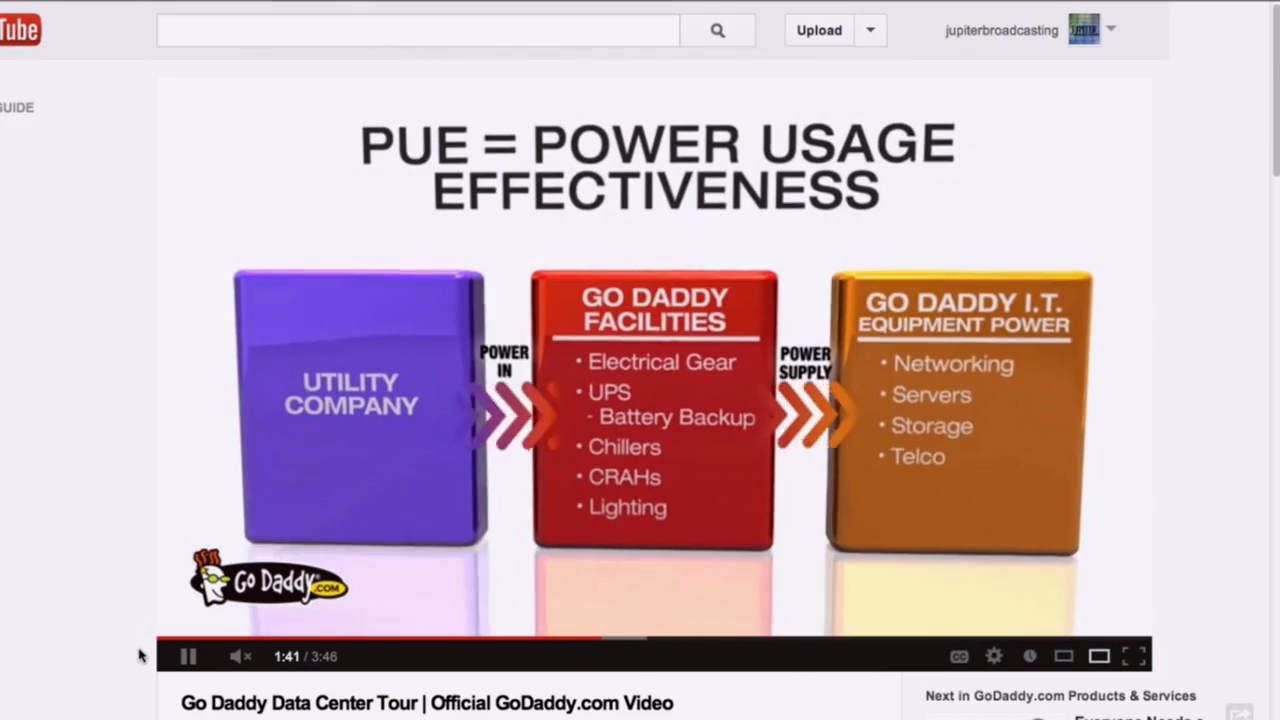 Tube
Upload
jupiterbroadcasting
GUIDE
PUE = POWER USAGE
EFFECTIVENESS
UTILITY
COMPANY
POWER
IN
GO DADDY
FACILITIES
• Electrical Gear
• UPS
- Battery Backup
• Chillers
• CRAHs
• Lighting
POWER
SUPPLY
GO DADDY I.T.
EQUIPMENT POWER
• Networking
• Servers
• Storage
• Telco
Go Daddy.COM
1:41 / 3:46
CC
Go Daddy Data Center Tour | Official GoDaddy.com Video
Next in GoDaddy.com Products & Services